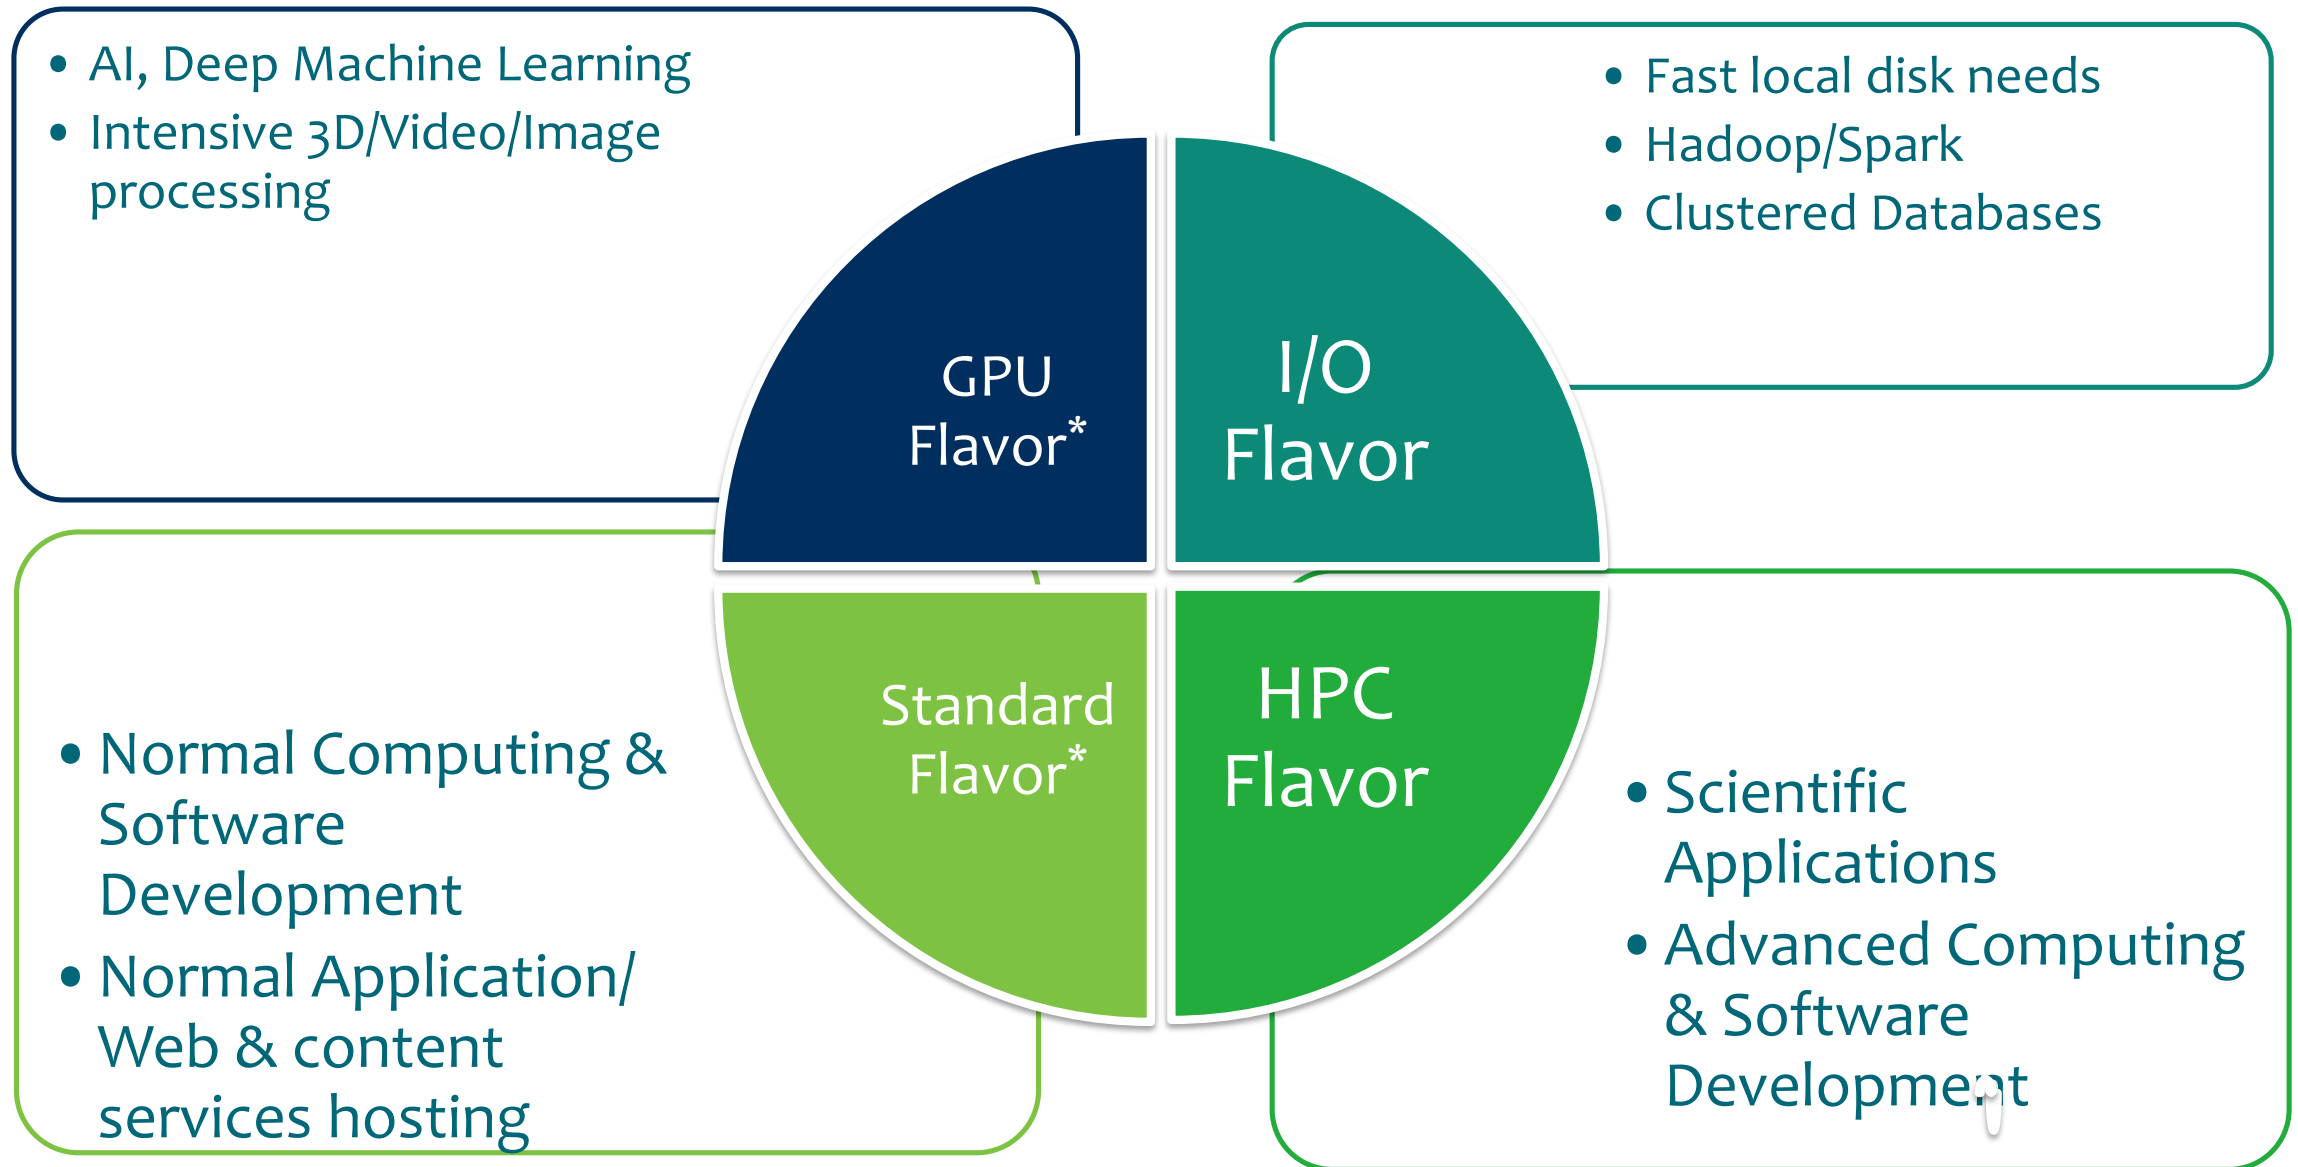 • AI, Deep Machine Learning
• Intensive 3D/Video/Image
processing
• Fast local disk needs
• Hadoop/Spark
• Clustered Databases
GPU
Flavor*
I/O
Flavor
Standard
Flavor*
HPC
Flavor
• Normal Computing &
Software
Development
• Normal Application/
Web & content
services hosting
• Scientific
Applications
• Advanced Computing
& Software
Development